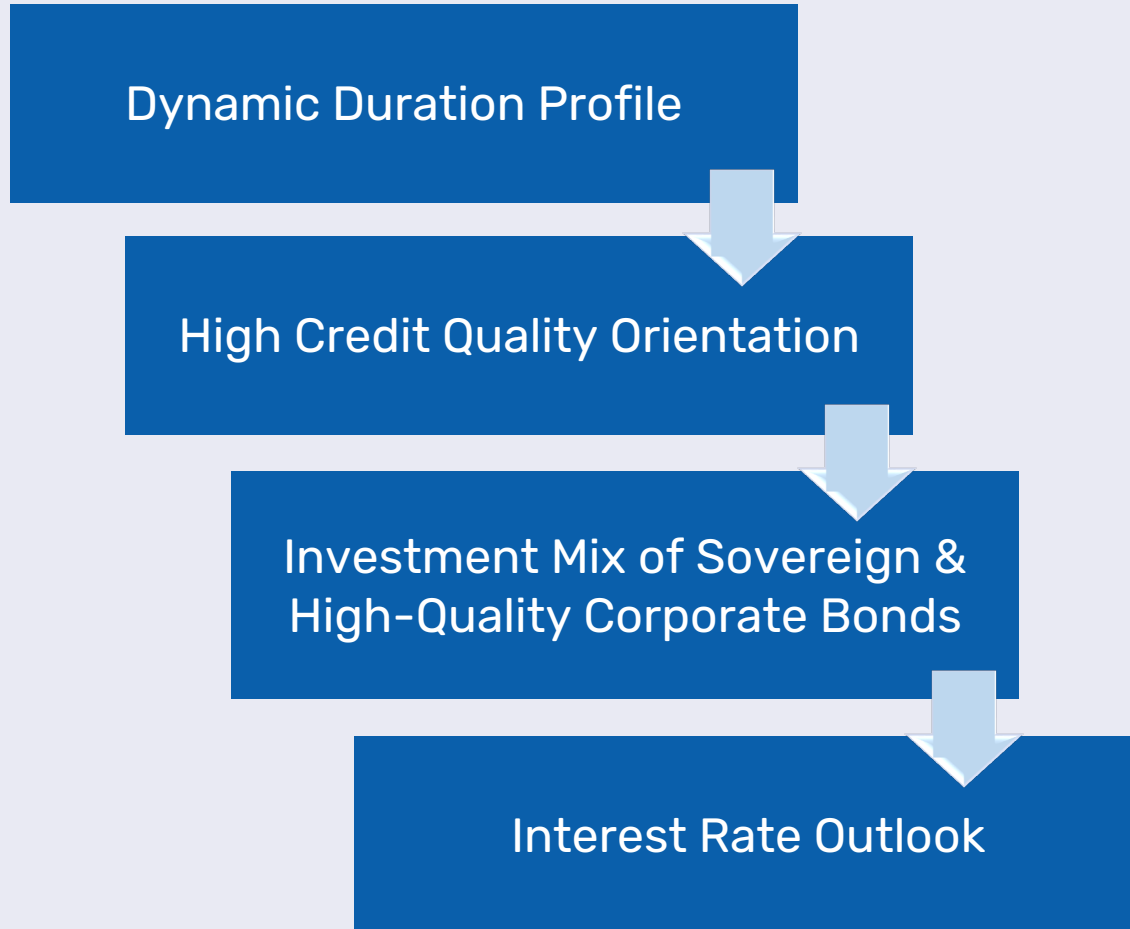 Dynamic Duration Profile
High Credit Quality Orientation
Investment Mix of Sovereign &
High-Quality Corporate Bonds
Interest Rate Outlook